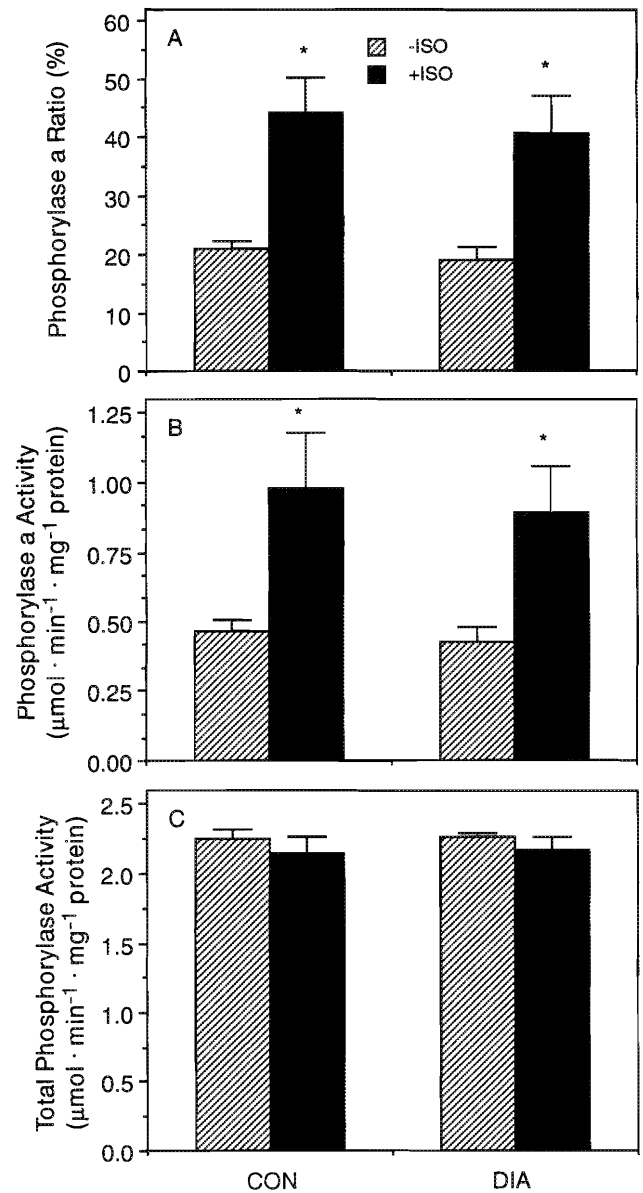 A
-ISO
+ISO
*
*
60
50
40
30
20
10
0
Phosphorylase a Ratio (%)
B
*
*
1.25
1.00
0.75
0.50
0.25
0.00
Phosphorylase a Activity
(µmol · min⁻¹ · mg⁻¹ protein)
C
2.5
2.0
1.5
1.0
0.5
0.0
Total Phosphorylase Activity
(µmol · min⁻¹ · mg⁻¹ protein)
CON DIA